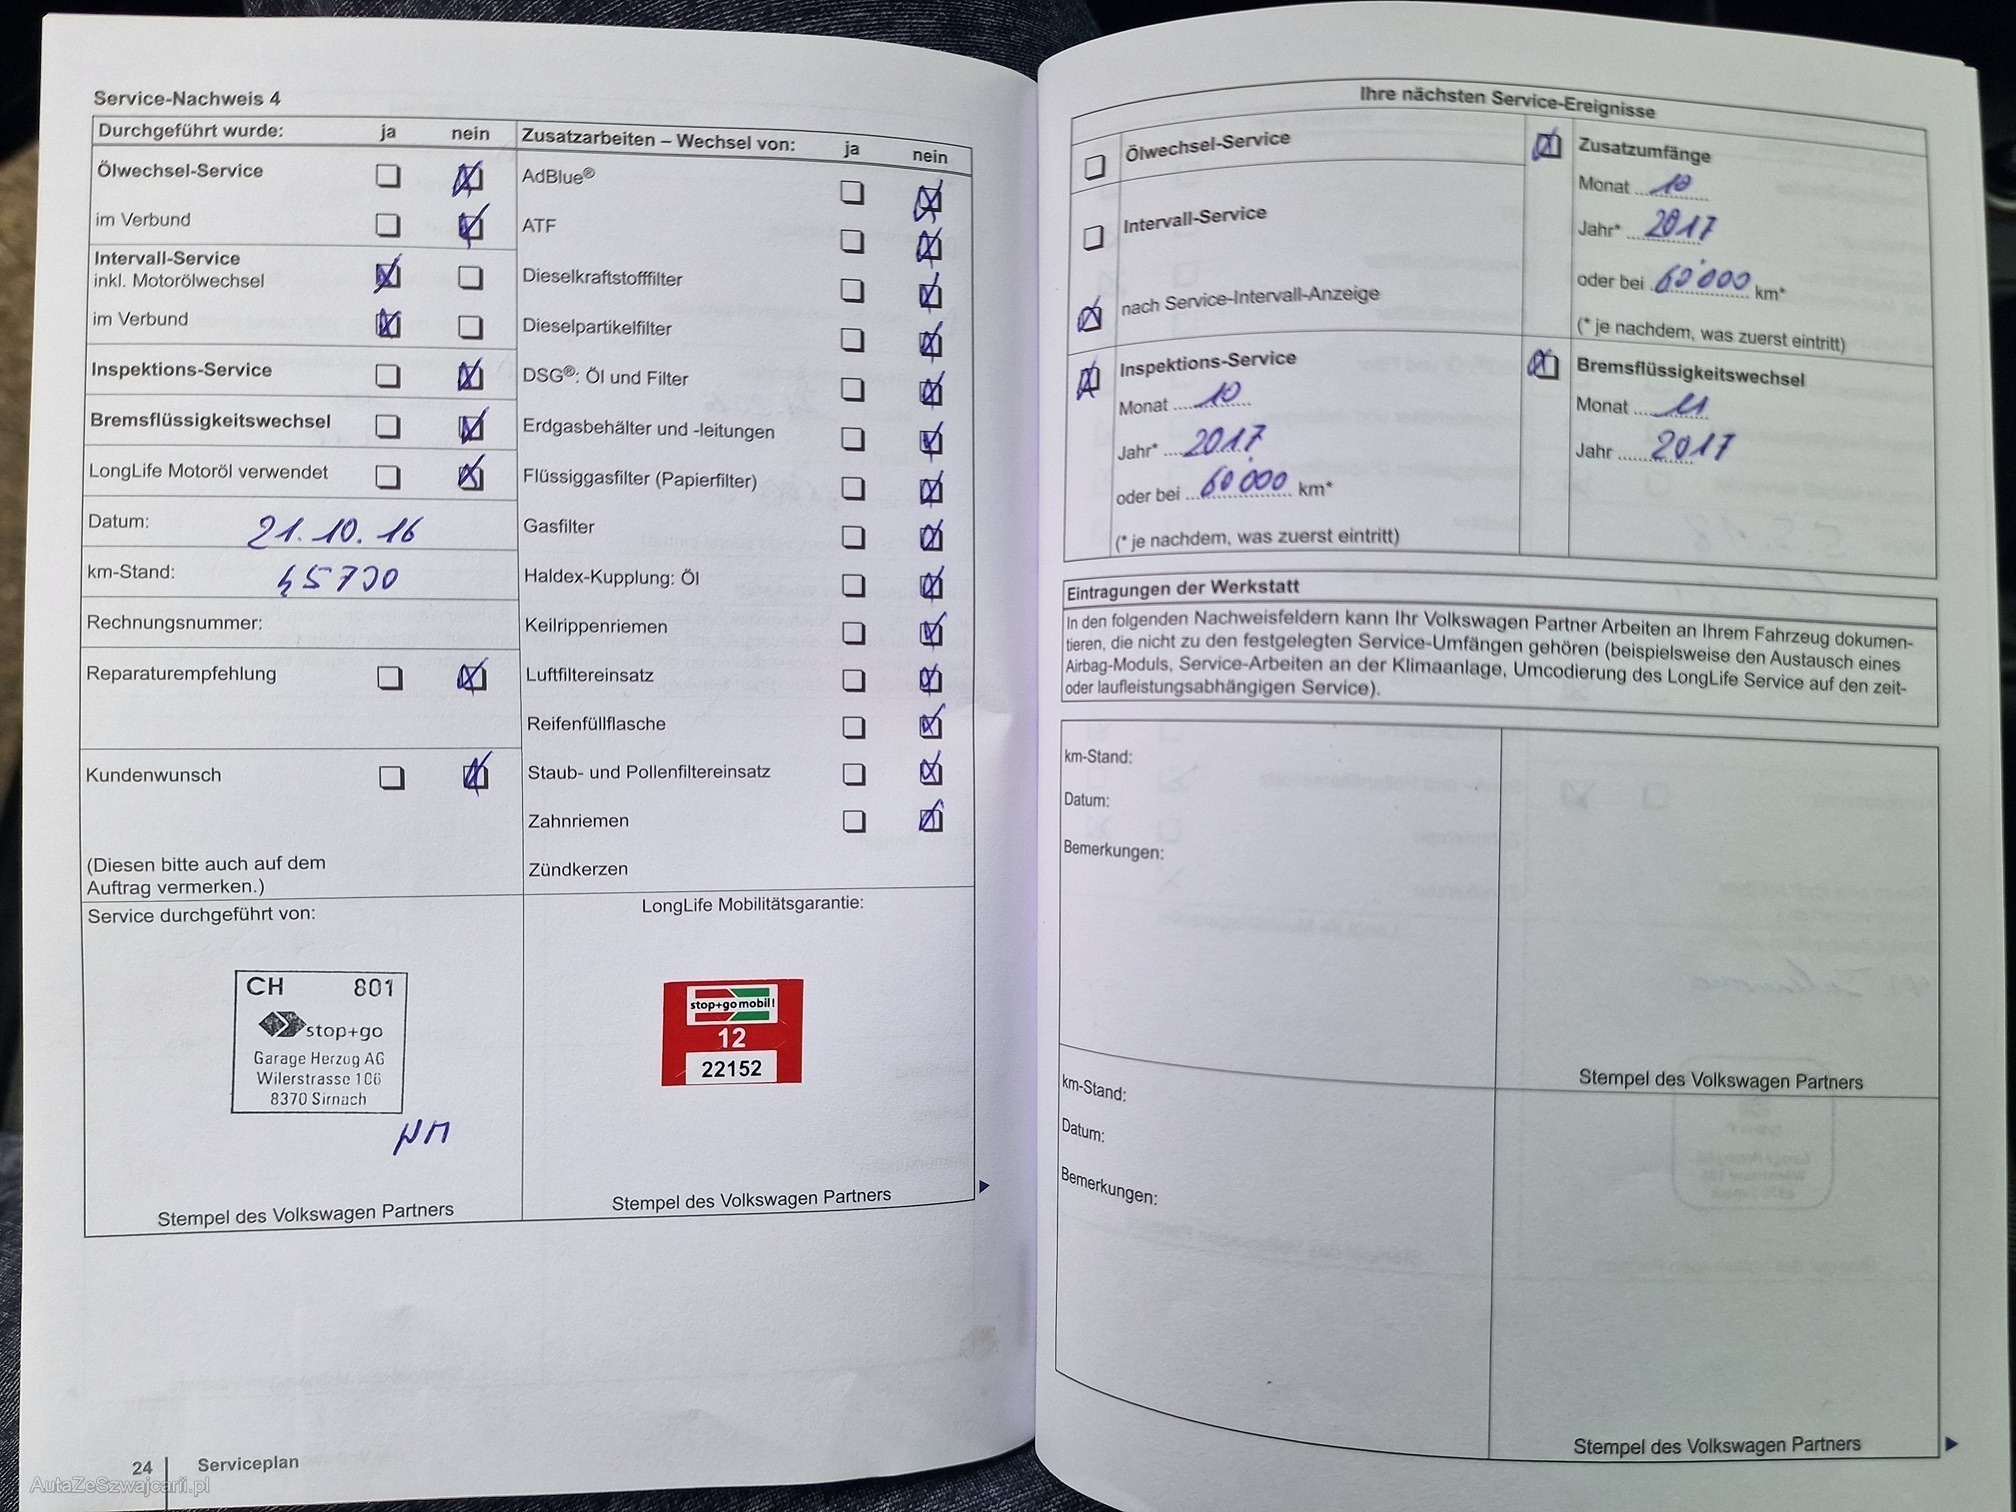 Service-Nachweis 4
Durchgeführt wurde: ja nein
Ölwechsel-Service
im Verbund
Intervall-Service
inkl. Motorölwechsel
im Verbund
Inspektions-Service
Bremsflüssigkeitswechsel
LongLife Motoröl verwendet
Datum: 21.10.16
km-Stand: 45700
Rechnungsnummer:
Reparaturempfehlung
Kundenwunsch
(Diesen bitte auch auf dem
Auftrag vermerken.)
Zusatzarbeiten – Wechsel von: ja nein
AdBlue®
ATF
Dieselkraftstofffilter
Dieselpartikelfilter
DSG®: Öl und Filter
Erdgasbehälter und -leitungen
Flüssiggasfilter (Papierfilter)
Gasfilter
Haldex-Kupplung: Öl
Keilrippenriemen
Luftfiltereinsatz
Reifenfüllflasche
Staub- und Pollenfiltereinsatz
Zahnriemen
Zündkerzen
Service durchgeführt von:
CH 801
stop+go
Garage Herzog AG
Wilerstrasse 106
8370 Sirnach
Stempel des Volkswagen Partners
LongLife Mobilitätsgarantie:
stop+go mobil!
12
22152
Stempel des Volkswagen Partners
24 Serviceplan
Ihre nächsten Service-Ereignisse
Ölwechsel-Service
Intervall-Service
nach Service-Intervall-Anzeige
Inspektions-Service
Monat 10
Jahr* 2017
oder bei 60'000 km*
(* je nachdem, was zuerst eintritt)
Zusatzumfänge
Monat 10
Jahr* 2017
oder bei 60'000 km*
(* je nachdem, was zuerst eintritt)
Bremsflüssigkeitswechsel
Monat 11
Jahr 2017
Eintragungen der Werkstatt
In den folgenden Nachweisfeldern kann Ihr Volkswagen Partner Arbeiten an Ihrem Fahrzeug dokumen-
tieren, die nicht zu den festgelegten Service-Umfängen gehören (beispielsweise den Austausch eines
Airbag-Moduls, Service-Arbeiten an der Klimaanlage, Umcodierung des LongLife Service auf den zeit-
oder laufleistungsabhängigen Service).
km-Stand:
Datum:
Bemerkungen:
Stempel des Volkswagen Partners
km-Stand:
Datum:
Bemerkungen:
Stempel des Volkswagen Partners
AutaZeSzwajcarii.pl